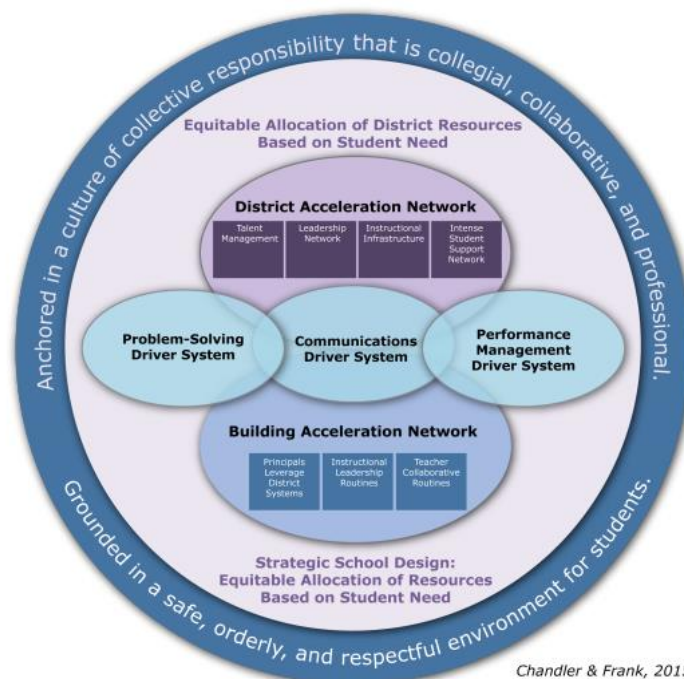 Anchored in a culture of collective responsibility that is collegial, collaborative, and professional.
Equitable Allocation of District Resources
Based on Student Need
District Acceleration Network
Talent
Management
Leadership
Network
Instructional
Infrastructure
Intense
Student
Support
Network
Problem-Solving
Driver System
Communications
Driver System
Performance
Management
Driver System
Building Acceleration Network
Principals
Leverage
District
Systems
Instructional
Leadership
Routines
Teacher
Collaborative
Routines
Strategic School Design:
Equitable Allocation of Resources
Based on Student Need
Grounded in a safe, orderly, and respectful environment for students.
Chandler & Frank,